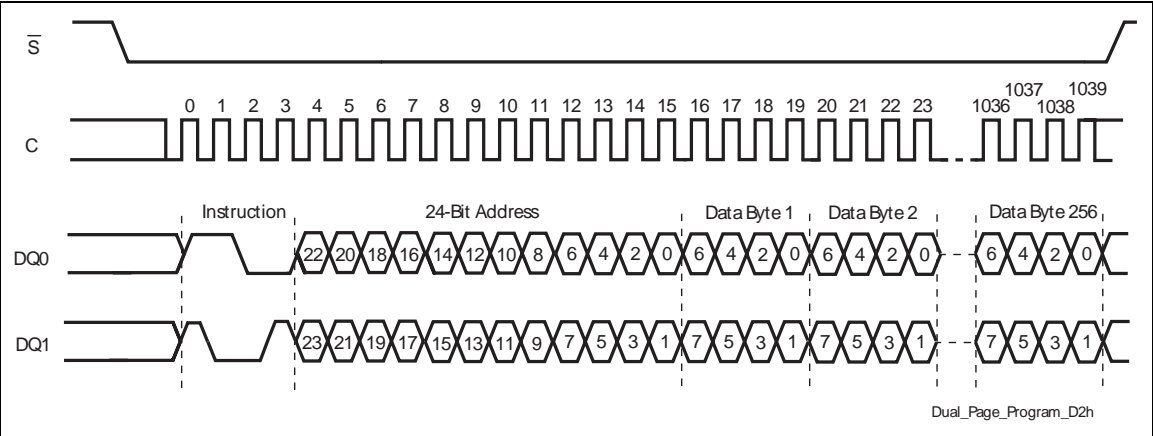 S
1037 1039
0 1 2 3 4 5 6 7 8 9 10 11 12 13 14 15 16 17 18 19 20 21 22 23 1036 1038
C
Instruction 24-Bit Address Data Byte 1 Data Byte 2 Data Byte 256
DQ0 22 20 18 16 14 12 10 8 6 4 2 0 6 4 2 0 6 4 2 0 6 4 2 0
DQ1 23 21 19 17 15 13 11 9 7 5 3 1 7 5 3 1 7 5 3 1 7 5 3 1
Dual_Page_Program_D2h